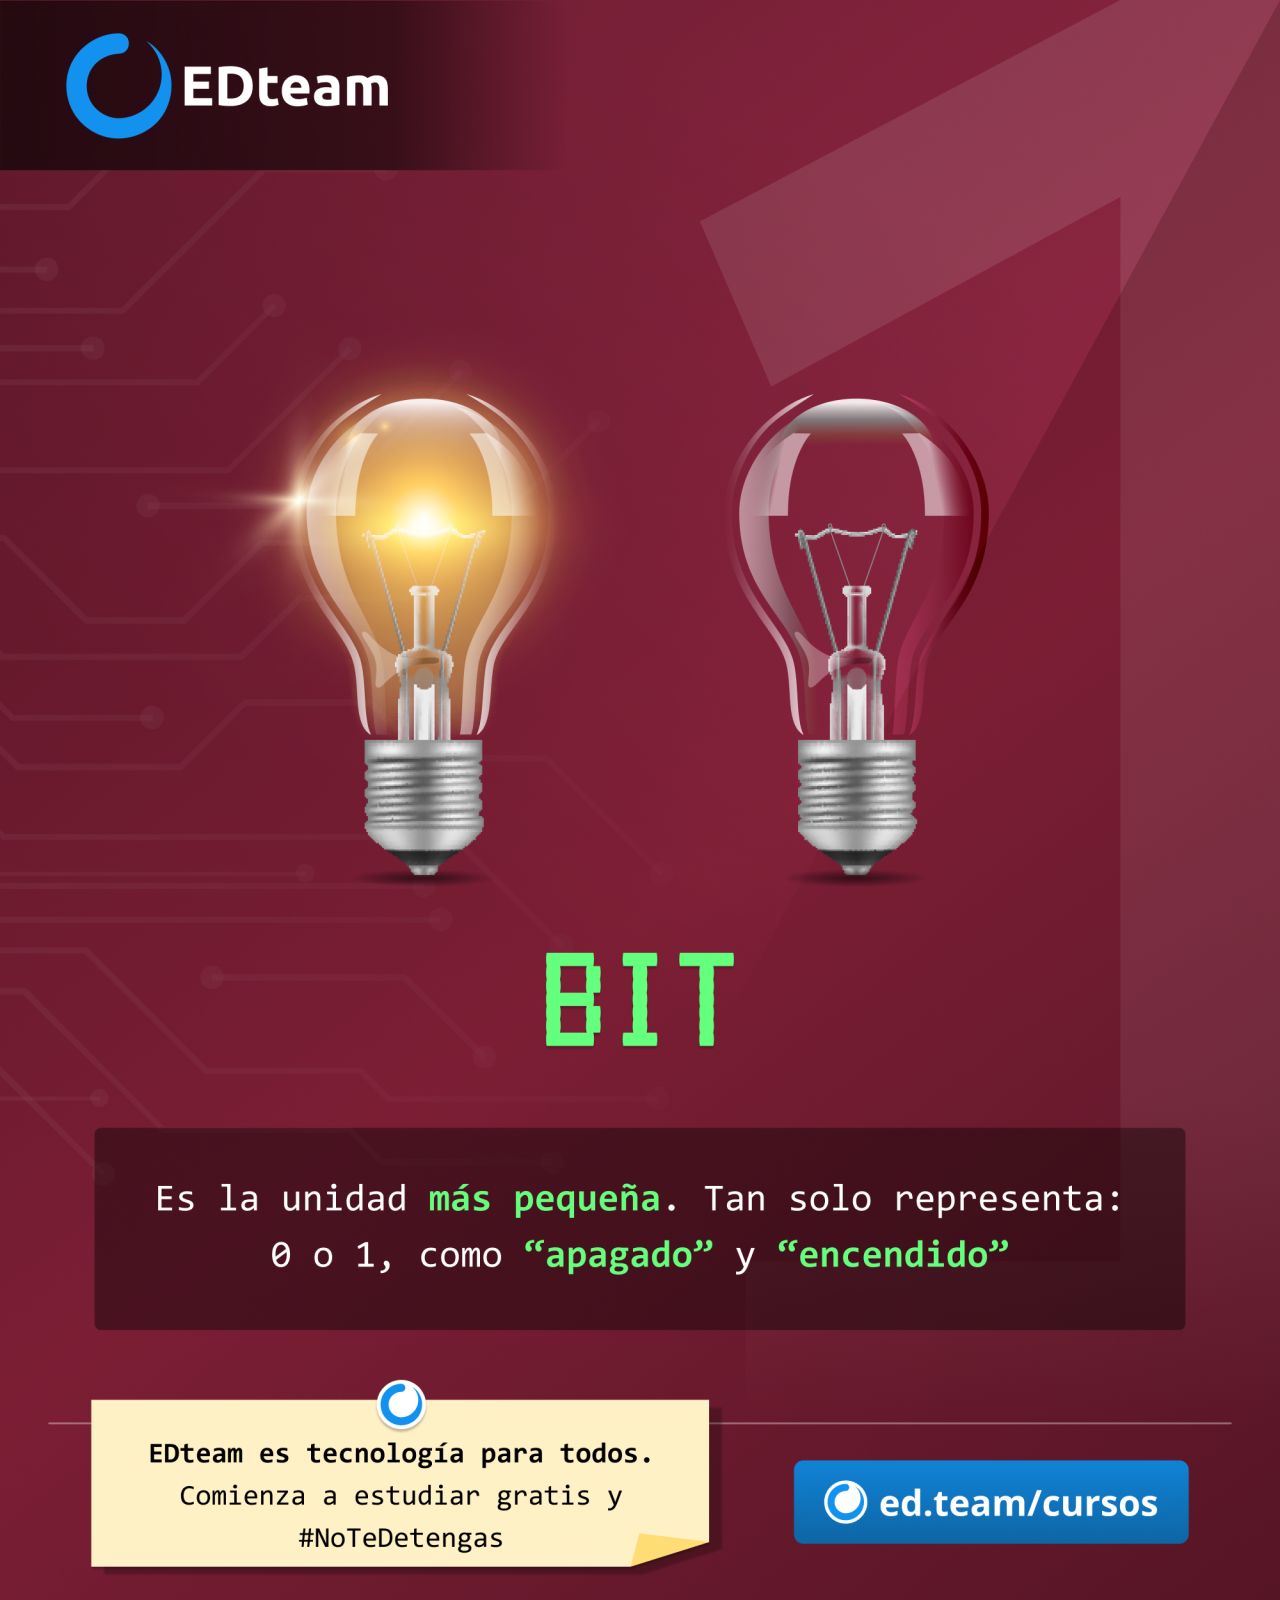 EDteam
BIT
Es la unidad más pequeña. Tan solo representa:
0 o 1, como “apagado” y “encendido”
EDteam es tecnología para todos.
Comienza a estudiar gratis y
#NoTeDetengas
ed.team/cursos